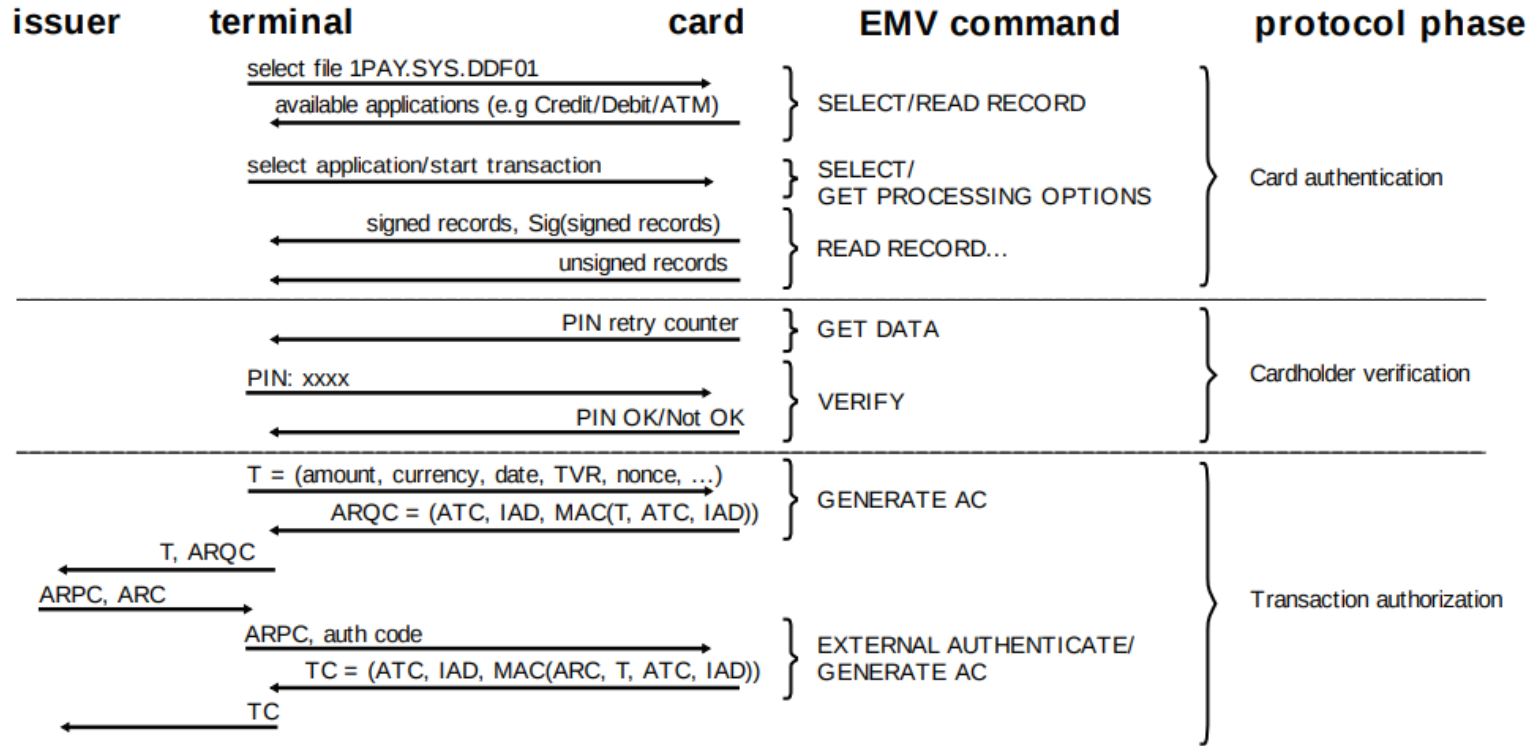 issuer terminal card EMV command protocol phase
select file 1PAY.SYS.DDF01
available applications (e.g Credit/Debit/ATM)
SELECT/READ RECORD
select application/start transaction
SELECT/
GET PROCESSING OPTIONS
Card authentication
signed records, Sig(signed records)
READ RECORD…
unsigned records
PIN retry counter
GET DATA
PIN: xxxx
VERIFY
PIN OK/Not OK
Cardholder verification
T = (amount, currency, date, TVR, nonce, …)
GENERATE AC
ARQC = (ATC, IAD, MAC(T, ATC, IAD))
T, ARQC
ARPC, ARC
Transaction authorization
ARPC, auth code
EXTERNAL AUTHENTICATE/
GENERATE AC
TC = (ATC, IAD, MAC(ARC, T, ATC, IAD))
TC